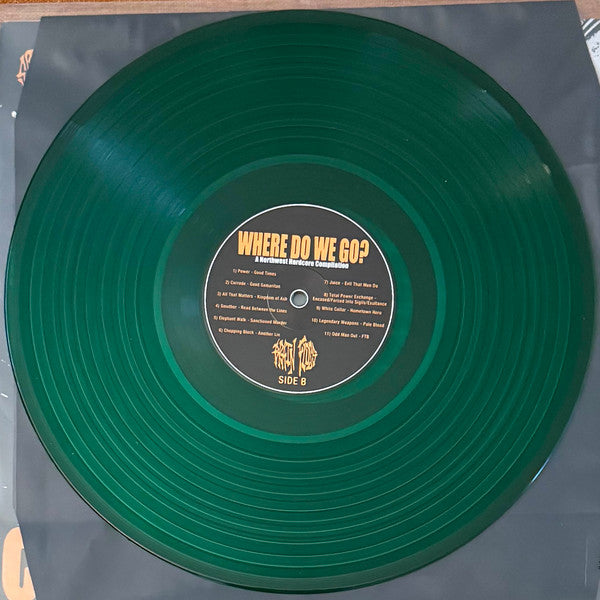 WHERE DO WE GO?
A Northwest Hardcore Compilation
1) Power - Good Times
2) Corrode - Good Samaritan
3) All That Matters - Kingdom of Ash
4) Smother - Read Between the Lines
5) Elephant Walk - Sanctioned Murder
6) Chopping Block - Another Lie
7) Juice - Evil That Men Do
8) Total Power Exchange -
Encased/Forced into Sigils/Exultance
9) White Collar - Hometown Hero
10) Legendary Weapons - Pale Blood
11) Odd Man Out - FTB
SIDE B